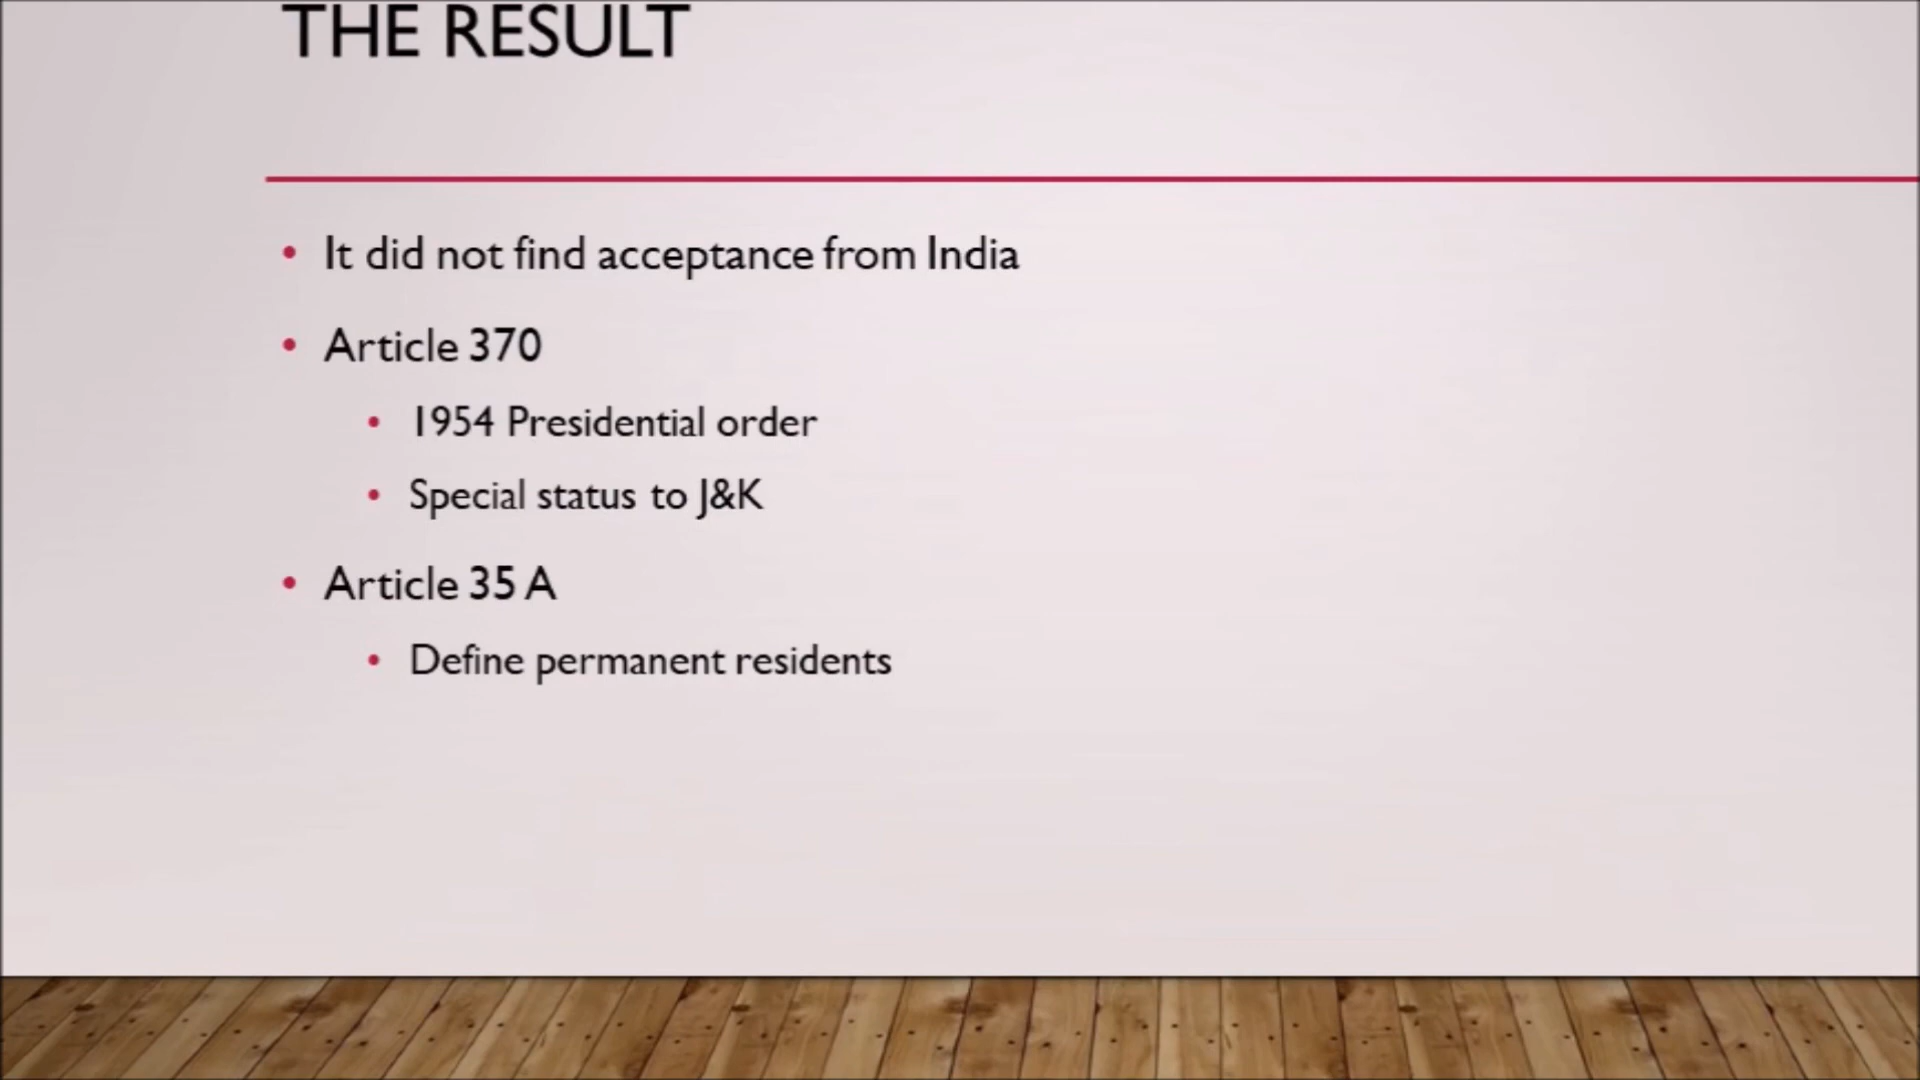 THE RESULT
• It did not find acceptance from India
• Article 370
• 1954 Presidential order
• Special status to J&K
• Article 35 A
• Define permanent residents